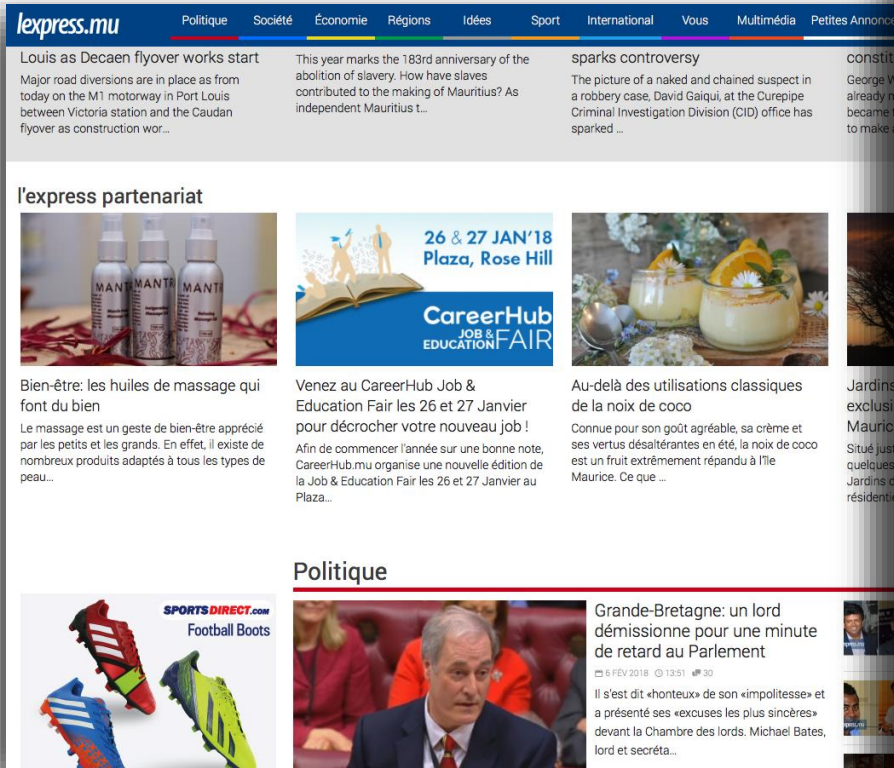 lexpress.mu
Politique Société Économie Régions Idées Sport International Vous Multimédia Petites
Louis as Decaen flyover works start
Major road diversions are in place as from
today on the M1 motorway in Port Louis
between Victoria station and the Caudan
flyover as construction wor...
This year marks the 183rd anniversary of the
abolition of slavery. How have slaves
contributed to the making of Mauritius? As
independent Mauritius t...
sparks controversy
The picture of a naked and chained suspect in
a robbery case, David Gaiqui, at the Curepipe
Criminal Investigation Division (CID) office has
sparked ...
George
already
became
to make
l'express partenariat
MANTRA
MANTRA
MANTRA
26 & 27 JAN'18
Plaza, Rose Hill
CareerHub
JOB &
EDUCATION FAIR
Bien-être: les huiles de massage qui
font du bien
Le massage est un geste de bien-être apprécié
par les petits et les grands. En effet, il existe de
nombreux produits adaptés à tous les types de
peau...
Venez au CareerHub Job &
Education Fair les 26 et 27 Janvier
pour décrocher votre nouveau job !
Afin de commencer l'année sur une bonne note,
CareerHub.mu organise une nouvelle édition de
la Job & Education Fair les 26 et 27 Janvier au
Plaza...
Au-delà des utilisations classiques
de la noix de coco
Connue pour son goût agréable, sa crème et
ses vertus désaltérantes en été, la noix de coco
est un fruit extrêmement répandu à l'île
Maurice. Ce que ...
Jardins
Situé
quelques
Jardins
Politique
SPORTSDIRECT.COM
Football Boots
Grande-Bretagne: un lord
démissionne pour une minute
de retard au Parlement
6 FÉV 2018 13:51 30
Il s'est dit «honteux» de son «impolitesse» et
a présenté ses «excuses les plus sincères»
devant la Chambre des lords. Michael Bates,
lord et secréta...